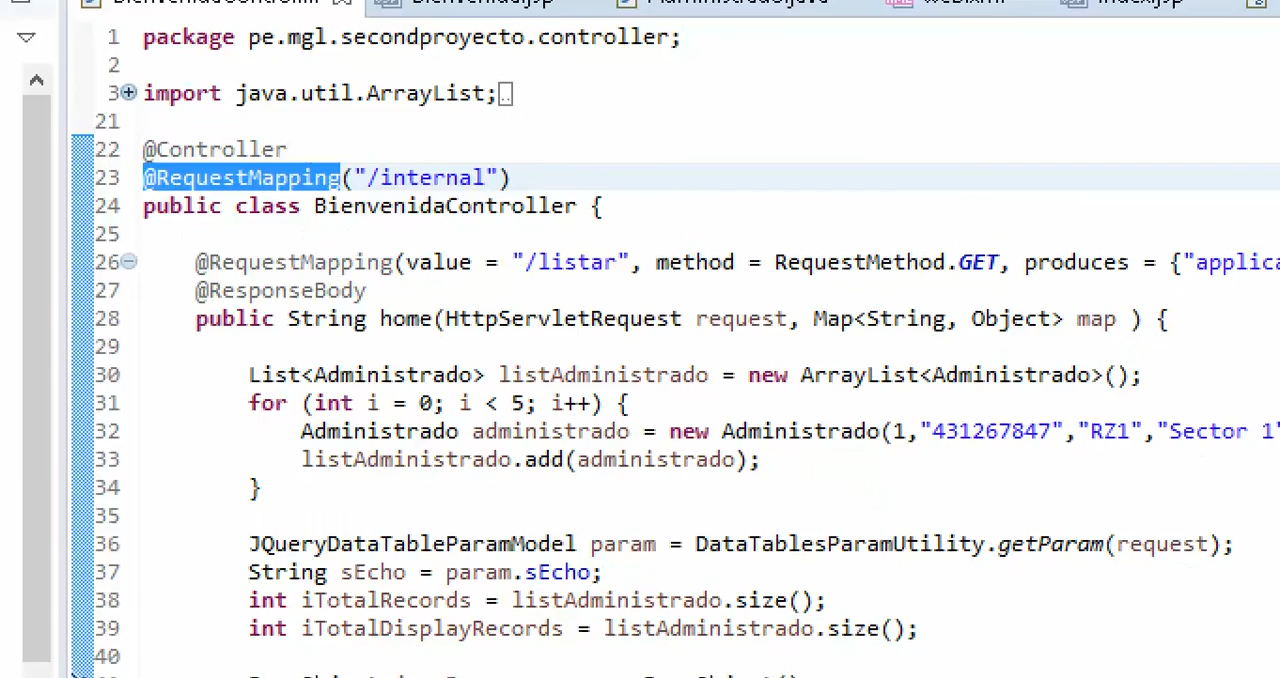 package pe.mgl.secondproyecto.controller;
import java.util.ArrayList;
@Controller
@RequestMapping("/internal")
public class BienvenidaController {
@RequestMapping(value = "/listar", method = RequestMethod.GET, produces = {"applica
@ResponseBody
public String home(HttpServletRequest request, Map<String, Object> map ) {
List<Administrado> listAdministrado = new ArrayList<Administrado>();
for (int i = 0; i < 5; i++) {
Administrado administrado = new Administrado(1,"431267847","RZ1","Sector 1"
listAdministrado.add(administrado);
}
JQueryDataTableParamModel param = DataTablesParamUtility.getParam(request);
String sEcho = param.sEcho;
int iTotalRecords = listAdministrado.size();
int iTotalDisplayRecords = listAdministrado.size();
1
2
3
21
22
23
24
25
26
27
28
29
30
31
32
33
34
35
36
37
38
39
40